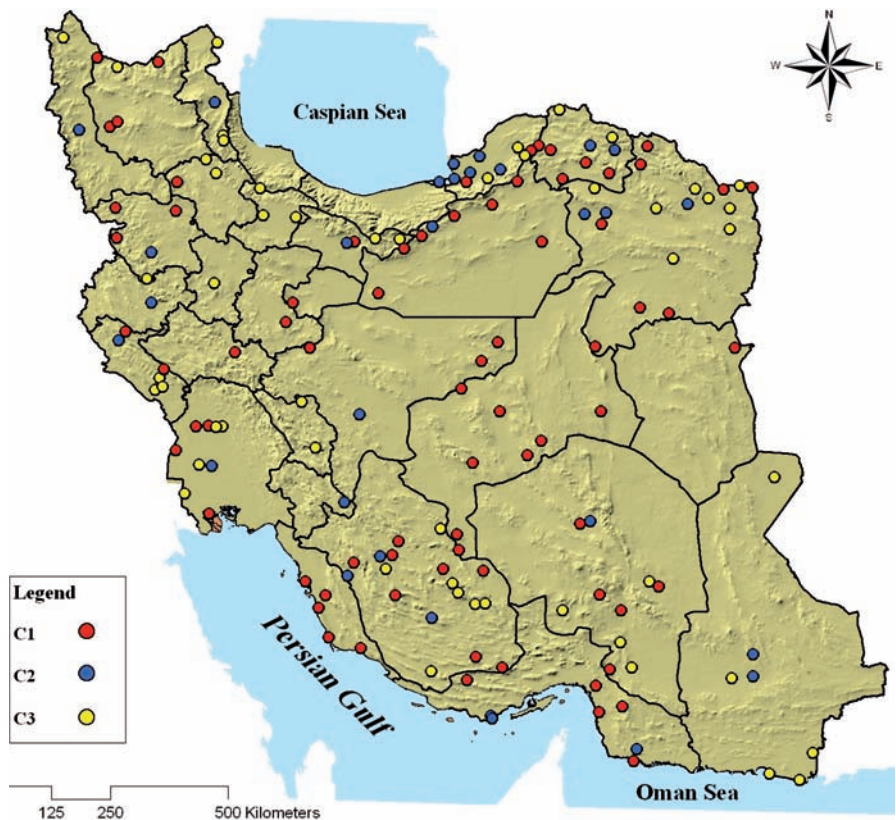 N
W E
S
Caspian Sea
Legend
C1
C2
C3
Persian Gulf
Oman Sea
125 250 500 Kilometers